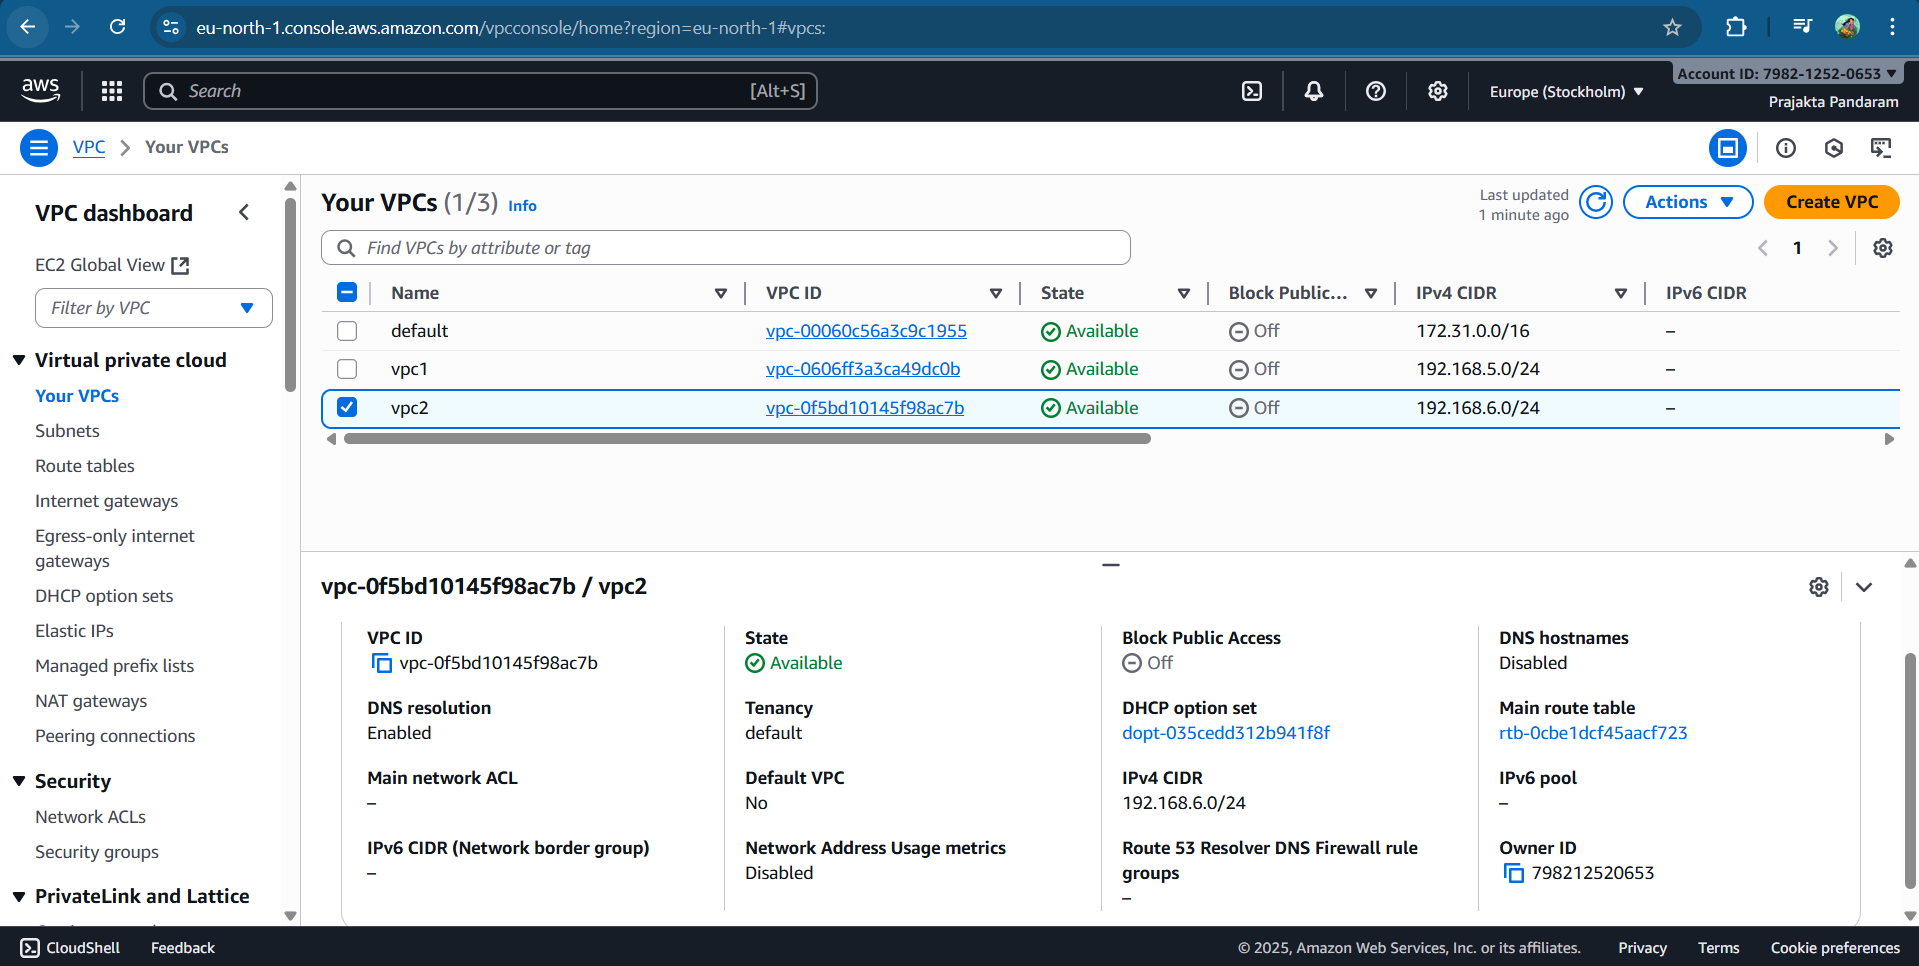 eu-north-1.console.aws.amazon.com/vpcconsole/home?region=eu-north-1#vpcs:
aws
Search
[Alt+S]
Europe (Stockholm)
Account ID: 7982-1252-0653
Prajakta Pandaram
VPC
Your VPCs
VPC dashboard
EC2 Global View
Filter by VPC
Virtual private cloud
Your VPCs
Subnets
Route tables
Internet gateways
Egress-only internet
gateways
DHCP option sets
Elastic IPs
Managed prefix lists
NAT gateways
Peering connections
Security
Network ACLs
Security groups
PrivateLink and Lattice
Your VPCs (1/3) Info
Last updated
1 minute ago
Actions
Create VPC
Find VPCs by attribute or tag
1
Name VPC ID State Block Public... IPv4 CIDR IPv6 CIDR
default vpc-00060c56a3c9c1955 Available Off 172.31.0.0/16 –
vpc1 vpc-0606ff3a3ca49dc0b Available Off 192.168.5.0/24 –
vpc2 vpc-0f5bd10145f98ac7b Available Off 192.168.6.0/24 –
vpc-0f5bd10145f98ac7b / vpc2
VPC ID
vpc-0f5bd10145f98ac7b
State
Available
Block Public Access
Off
DNS hostnames
Disabled
DNS resolution
Enabled
Tenancy
default
DHCP option set
dopt-035cedd312b941f8f
Main route table
rtb-0cbe1dcf45aacf723
Main network ACL
–
Default VPC
No
IPv4 CIDR
192.168.6.0/24
IPv6 pool
–
IPv6 CIDR (Network border group)
–
Network Address Usage metrics
Disabled
Route 53 Resolver DNS Firewall rule
groups
–
Owner ID
798212520653
CloudShell
Feedback
© 2025, Amazon Web Services, Inc. or its affiliates.
Privacy
Terms
Cookie preferences